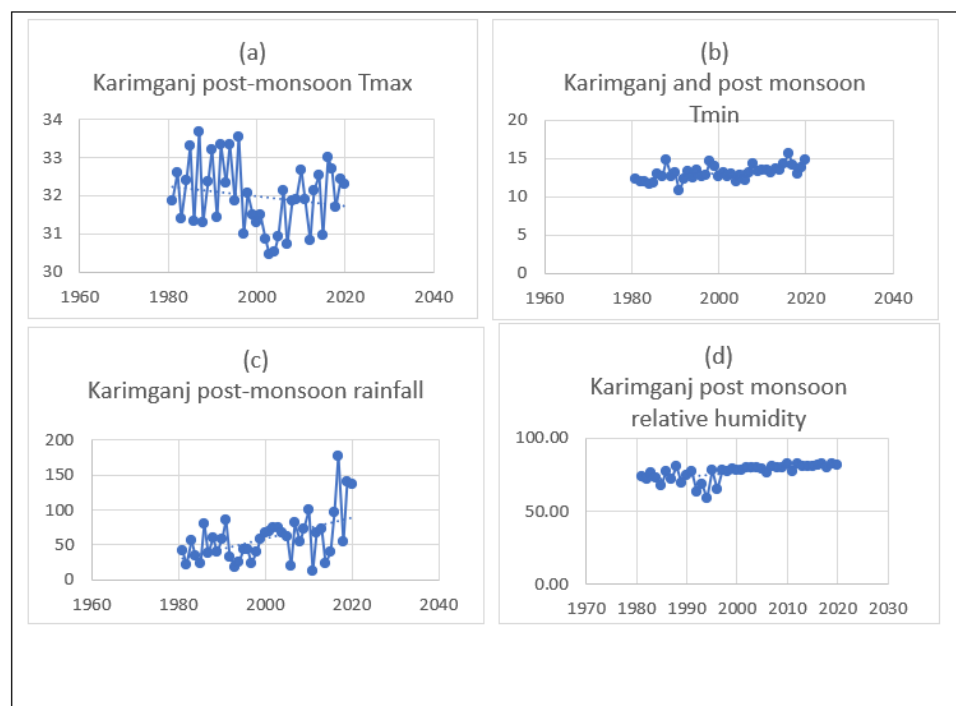 (a)
Karimganj post-monsoon Tmax
34
33
32
31
30
1960 1980 2000 2020 2040
(b)
Karimganj and post monsoon
Tmin
20
15
10
5
0
1960 1980 2000 2020 2040
(c)
Karimganj post-monsoon rainfall
200
150
100
50
0
1960 1980 2000 2020 2040
(d)
Karimganj post monsoon
relative humidity
100.00
50.00
0.00
1970 1980 1990 2000 2010 2020 2030